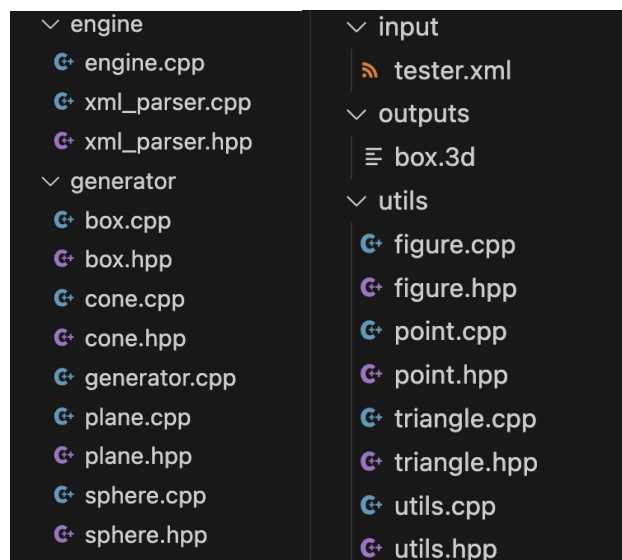 engine
engine.cpp
xml_parser.cpp
xml_parser.hpp
generator
box.cpp
box.hpp
cone.cpp
cone.hpp
generator.cpp
plane.cpp
plane.hpp
sphere.cpp
sphere.hpp
input
tester.xml
outputs
box.3d
utils
figure.cpp
figure.hpp
point.cpp
point.hpp
triangle.cpp
triangle.hpp
utils.cpp
utils.hpp